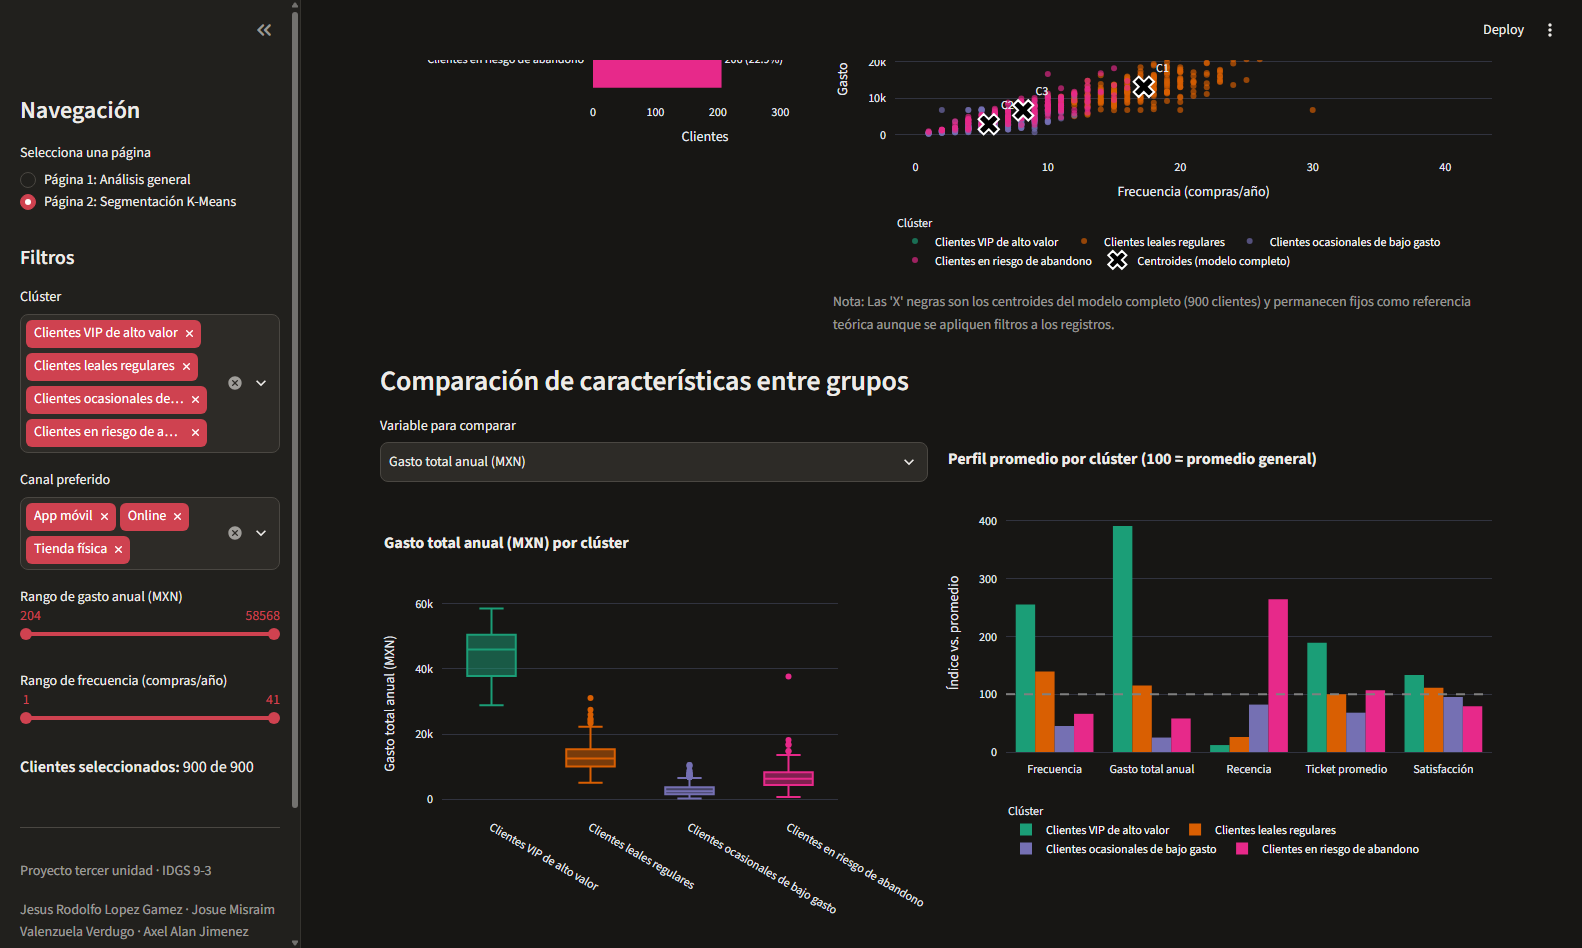 Deploy
Navegación
Selecciona una página
Página 1: Análisis general
Página 2: Segmentación K-Means
Filtros
Clúster
Clientes VIP de alto valor ×
Clientes leales regulares ×
Clientes ocasionales de... ×
Clientes en riesgo de a... ×
Canal preferido
App móvil × Online ×
Tienda física ×
Rango de gasto anual (MXN)
204 58568
Rango de frecuencia (compras/año)
1 41
Clientes seleccionados: 900 de 900
Proyecto tercer unidad · IDGS 9-3
Jesus Rodolfo Lopez Gamez · Josue Misraim
Valenzuela Verdugo · Axel Alan Jimenez
Clientes en riesgo de abandono
0 100 200 300
Clientes
Gasto
20k
10k
0
C1
C2
C3
0 10 20 30 40
Frecuencia (compras/año)
Clúster
Clientes VIP de alto valor Clientes leales regulares Clientes ocasionales de bajo gasto
Clientes en riesgo de abandono Centroides (modelo completo)
Nota: Las 'X' negras son los centroides del modelo completo (900 clientes) y permanecen fijos como referencia
teórica aunque se apliquen filtros a los registros.
Comparación de características entre grupos
Variable para comparar
Gasto total anual (MXN)
Gasto total anual (MXN) por clúster
Gasto total anual (MXN)
60k
40k
20k
0
Clientes VIP de alto valor
Clientes leales regulares
Clientes ocasionales de bajo gasto
Clientes en riesgo de abandono
Perfil promedio por clúster (100 = promedio general)
Índice vs. promedio
400
300
200
100
0
Frecuencia Gasto total anual Recencia Ticket promedio Satisfacción
Clúster
Clientes VIP de alto valor Clientes leales regulares
Clientes ocasionales de bajo gasto Clientes en riesgo de abandono